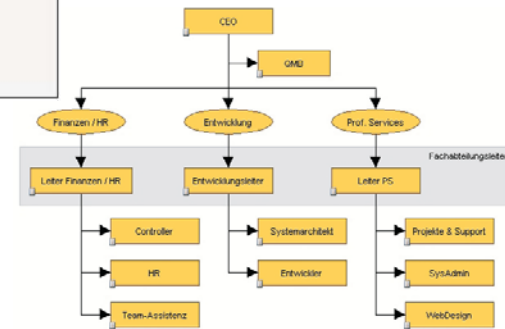 CEO
QMB
Finanzen / HR
Entwicklung
Prof. Services
Fachabteilungsleiter
Leiter Finanzen / HR
Entwicklungsleiter
Leiter PS
Controller
Systemarchitekt
Projekte & Support
HR
Entwickler
SysAdmin
Team-Assistenz
WebDesign